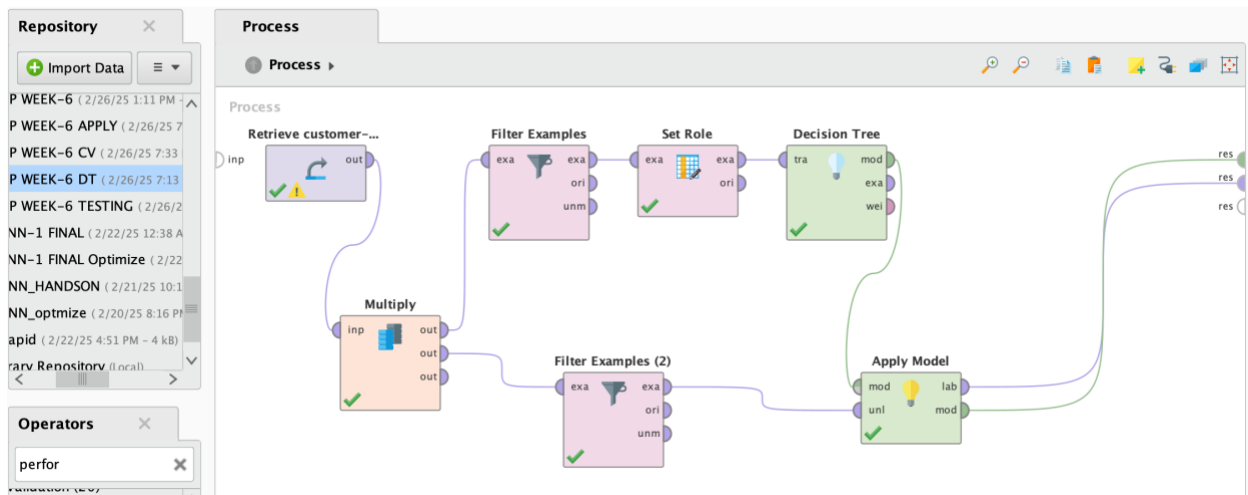 Repository
Import Data
P WEEK-6 (2/26/25 1:11 PM -
P WEEK-6 APPLY (2/26/25 7
P WEEK-6 CV (2/26/25 7:33
P WEEK-6 DT (2/26/25 7:13
P WEEK-6 TESTING (2/26/2
NN-1 FINAL (2/22/25 12:38 A
NN-1 FINAL Optimize (2/22
NN_HANDSON (2/21/25 10:1
NN_optmize (2/20/25 8:16 PM
apid (2/22/25 4:51 PM – 4 kB)
rary Repository (Local)
Operators
perfor
Process
Process
Process
inp
Retrieve customer-...
out
Filter Examples
exa exa
ori
unm
Set Role
exa exa
ori
Decision Tree
tra mod
exa
wei
res
res
res
Multiply
inp out
out
out
Filter Examples (2)
exa exa
ori
unm
Apply Model
mod lab
unl mod